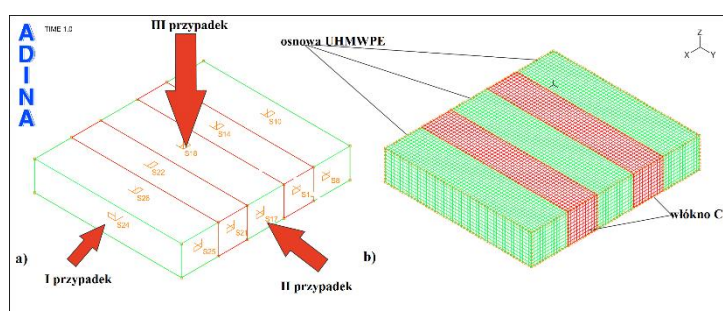 ADINA
TIME 1.0
III przypadek
S10
S14
S18
S22
S26
S24
S8
S1
S17
S21
S25
a)
I przypadek
II przypadek
osnowa UHMWPE
Z
X Y
włókno C
b)